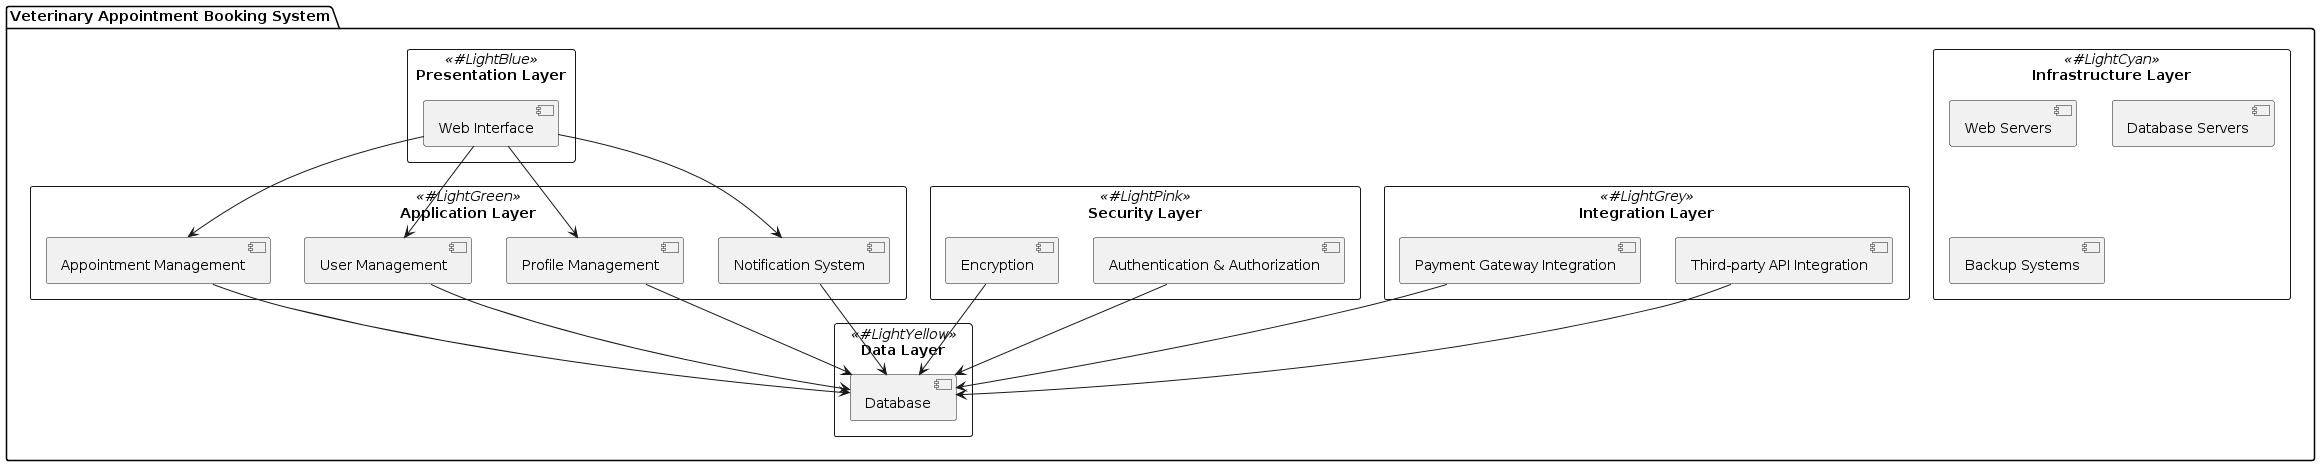 Veterinary Appointment Booking System
«#LightBlue»
Presentation Layer
Web Interface
«#LightGreen»
Application Layer
Appointment Management
User Management
Profile Management
Notification System
«#LightPink»
Security Layer
Encryption
Authentication & Authorization
«#LightGrey»
Integration Layer
Payment Gateway Integration
Third-party API Integration
«#LightCyan»
Infrastructure Layer
Web Servers
Database Servers
Backup Systems
«#LightYellow»
Data Layer
Database